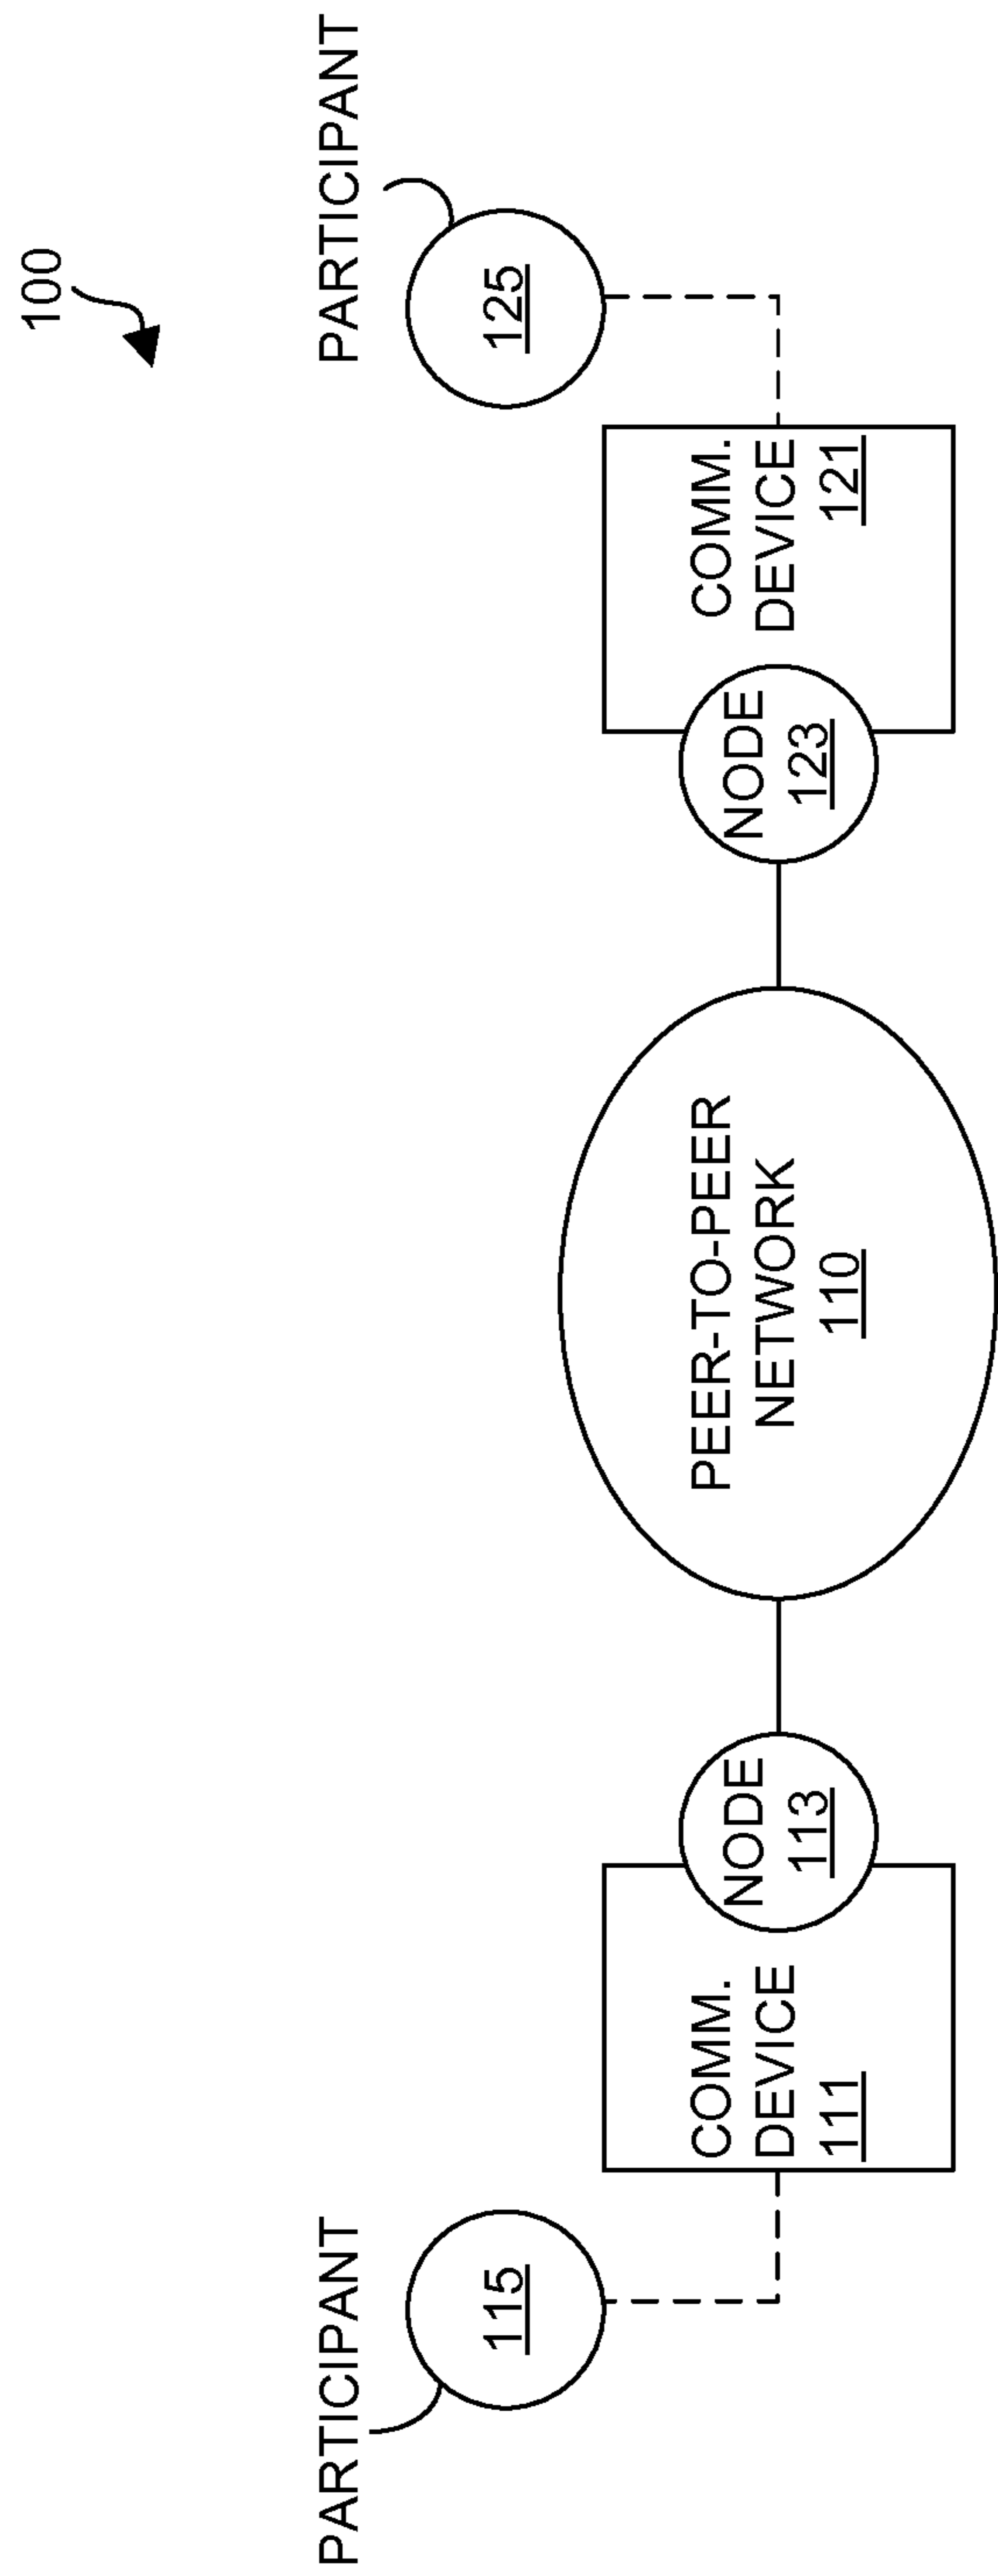 100
PARTICIPANT
PARTICIPANT
115
125
COMM.
DEVICE
111
NODE
113
PEER-TO-PEER
NETWORK
110
NODE
123
COMM.
DEVICE
121